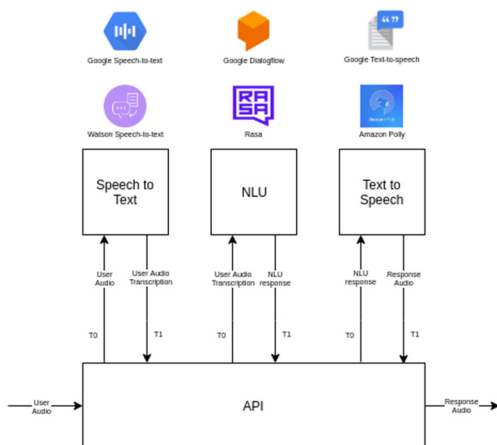 Google Speech-to-text
Google Dialogflow
Google Text-to-speech
Watson Speech-to-text
RA
SA
Rasa
Amazon Polly
Speech to
Text
NLU
Text to
Speech
User
Audio
User Audio
Transcription
User Audio
Transcription
NLU
response
NLU
response
Response
Audio
T0
T1
T0
T1
T0
T1
User
Audio
API
Response
Audio